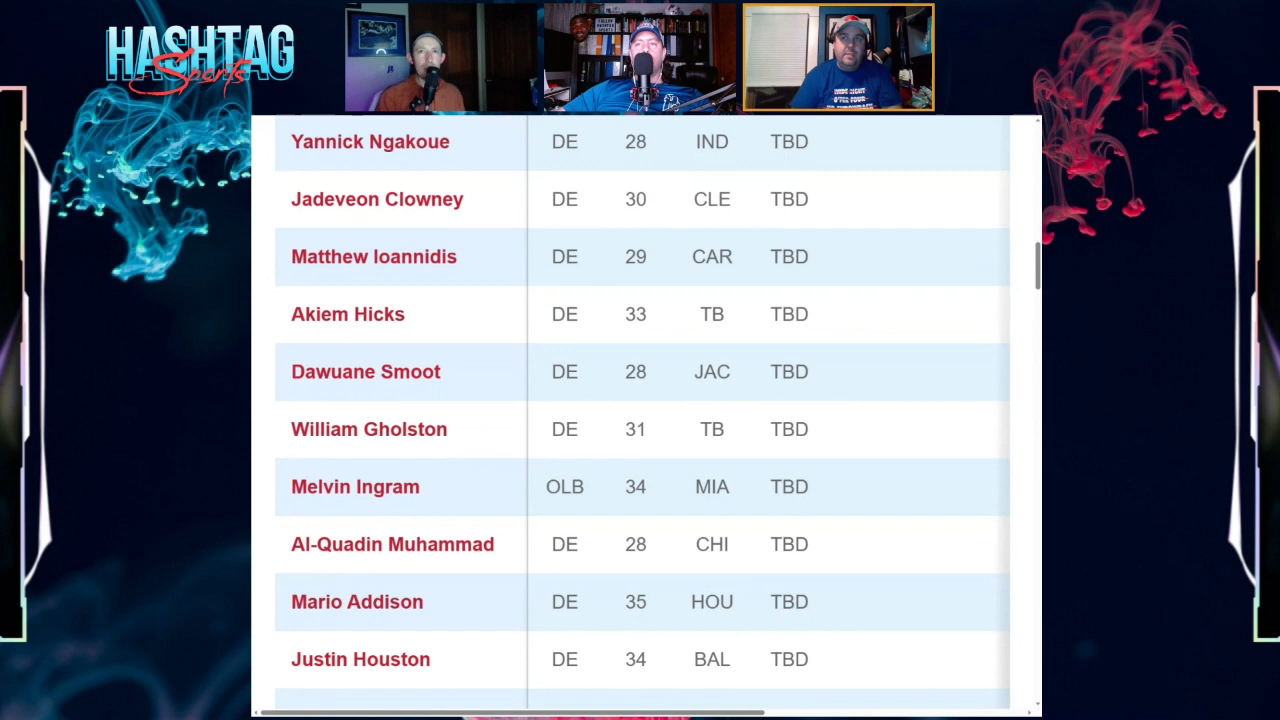 HASHTAG
Sports
Yannick Ngakoue DE 28 IND TBD
Jadeveon Clowney DE 30 CLE TBD
Matthew Ioannidis DE 29 CAR TBD
Akiem Hicks DE 33 TB TBD
Dawuane Smoot DE 28 JAC TBD
William Gholston DE 31 TB TBD
Melvin Ingram OLB 34 MIA TBD
Al-Quadin Muhammad DE 28 CHI TBD
Mario Addison DE 35 HOU TBD
Justin Houston DE 34 BAL TBD